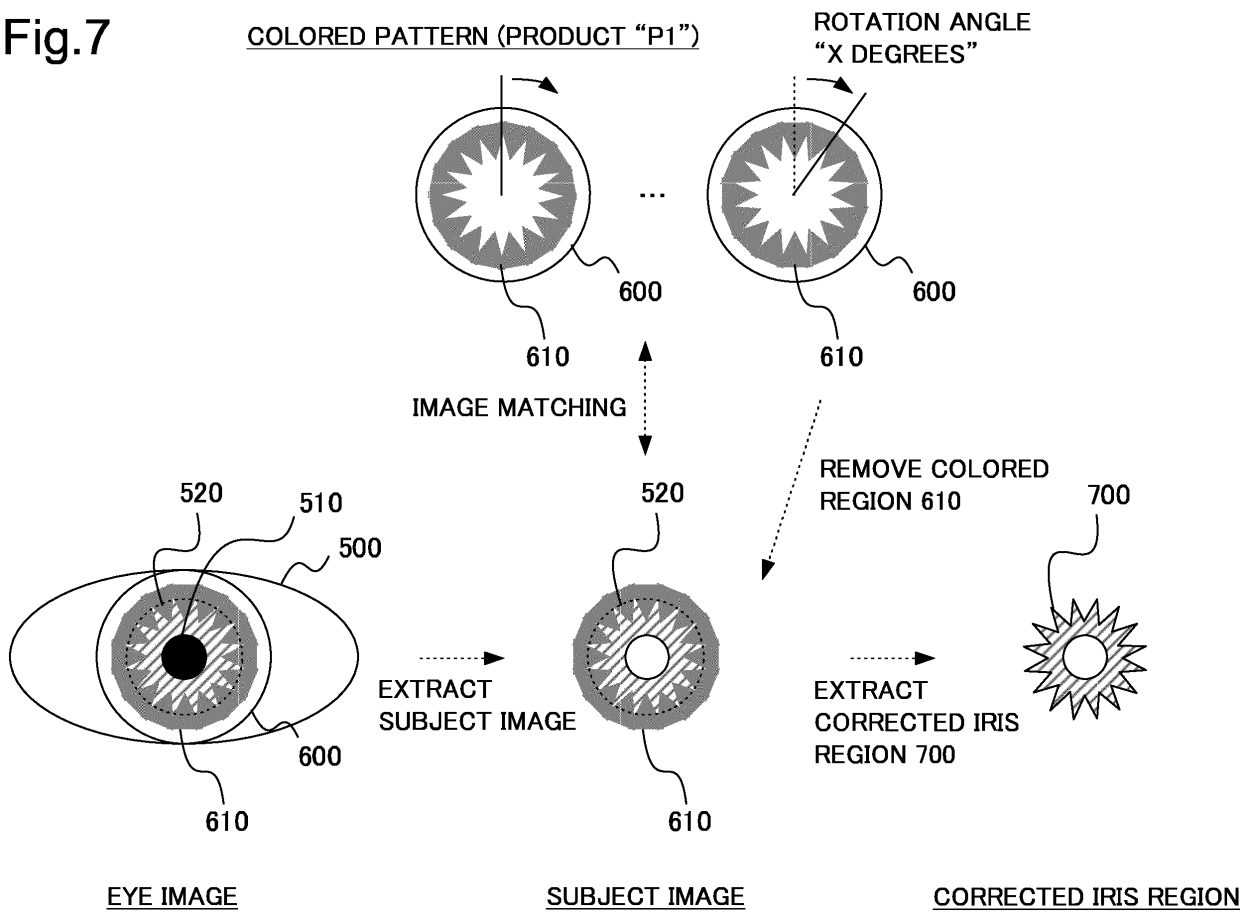 Fig.7
COLORED PATTERN (PRODUCT “P1”)
ROTATION ANGLE
“X DEGREES”
...
600
600
610
610
IMAGE MATCHING
REMOVE COLORED
REGION 610
520
510
500
520
700
EXTRACT
SUBJECT IMAGE
EXTRACT
CORRECTED IRIS
REGION 700
600
610
610
EYE IMAGE
SUBJECT IMAGE
CORRECTED IRIS REGION